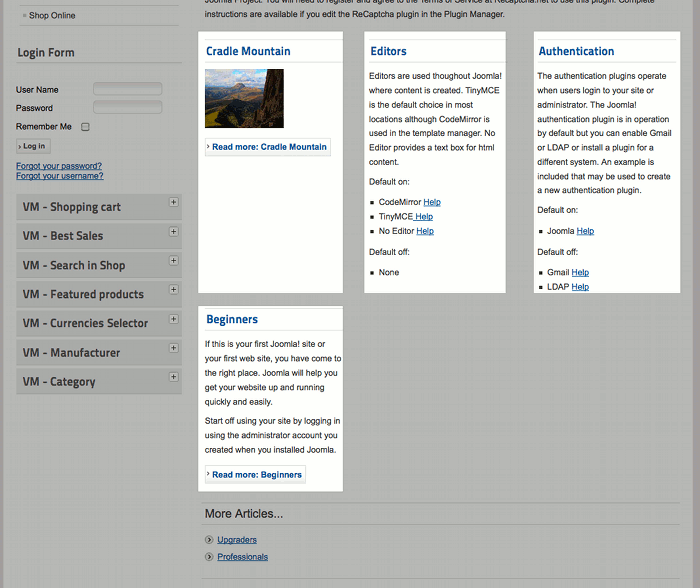 Joomla Project. You will need to register and agree to the Terms of Service at Recaptcha.net to use this plugin. Complete
instructions are available if you edit the ReCaptcha plugin in the Plugin Manager.
Shop Online
Login Form
User Name
Password
Remember Me
Log in
Forgot your password?
Forgot your username?
VM - Shopping cart
VM - Best Sales
VM - Search in Shop
VM - Featured products
VM - Currencies Selector
VM - Manufacturer
VM - Category
Cradle Mountain
Read more: Cradle Mountain
Editors
Editors are used thoughout Joomla!
where content is created. TinyMCE
is the default choice in most
locations although CodeMirror is
used in the template manager. No
Editor provides a text box for html
content.
Default on:
CodeMirror Help
TinyMCE Help
No Editor Help
Default off:
None
Authentication
The authentication plugins operate
when users login to your site or
administrator. The Joomla!
authentication plugin is in operation
by default but you can enable Gmail
or LDAP or install a plugin for a
different system. An example is
included that may be used to create
a new authentication plugin.
Default on:
Joomla Help
Default off:
Gmail Help
LDAP Help
Beginners
If this is your first Joomla! site or
your first web site, you have come to
the right place. Joomla will help you
get your website up and running
quickly and easily.
Start off using your site by logging in
using the administrator account you
created when you installed Joomla.
Read more: Beginners
More Articles...
Upgraders
Professionals